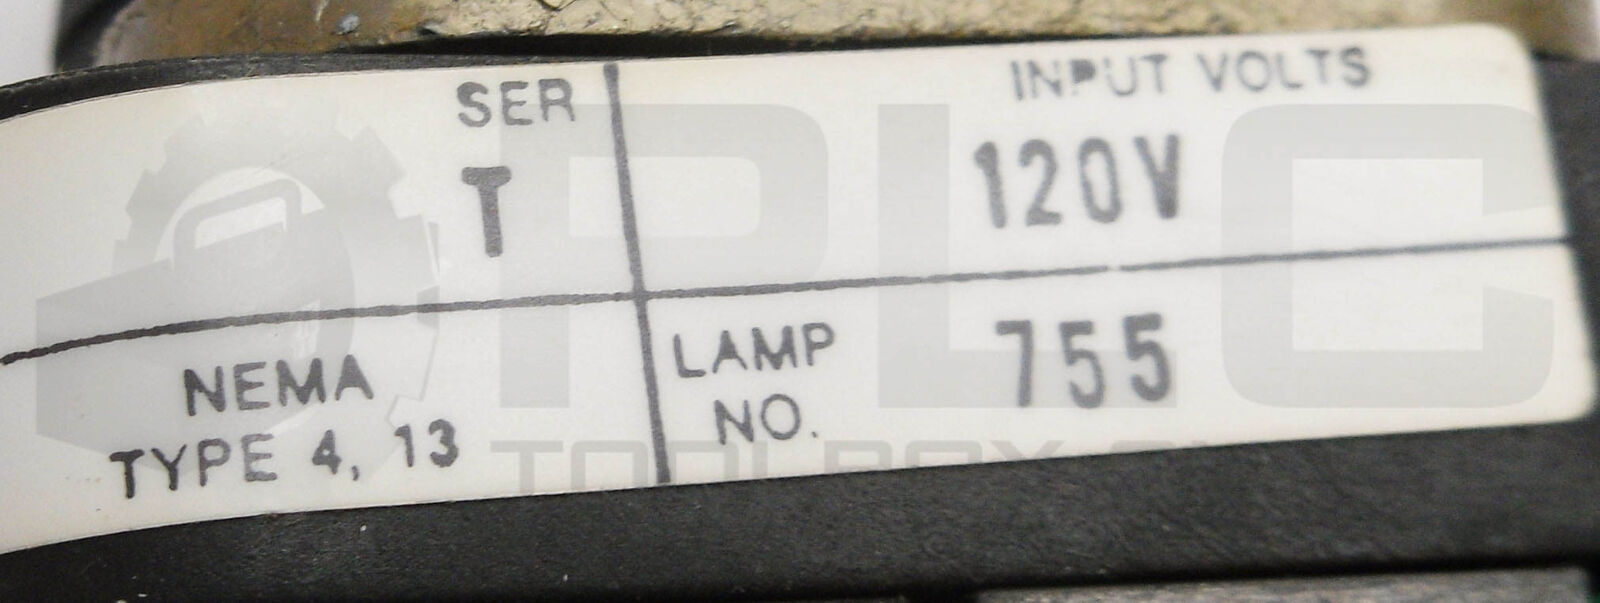 SER
T
INPUT VOLTS
120V
NEMA
TYPE 4, 13
LAMP
NO.
755
PLC